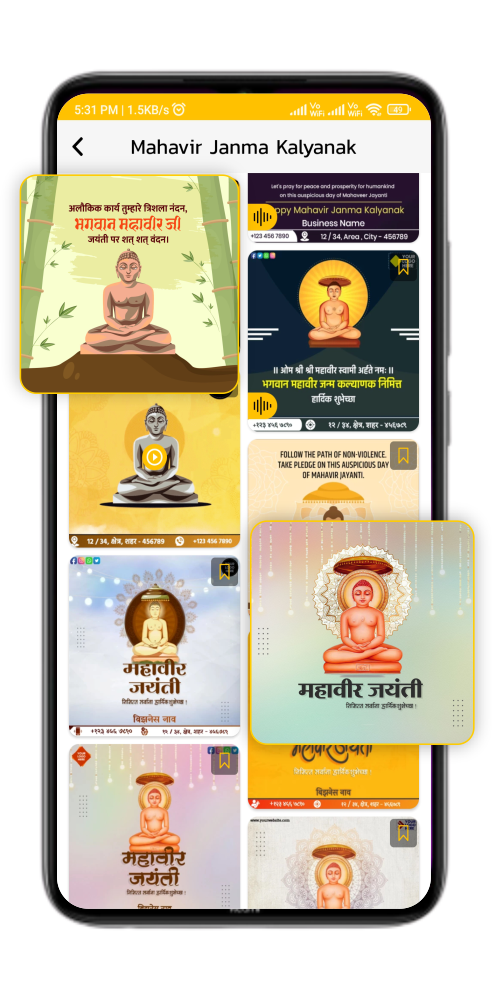 5:31 PM | 1.5KB/s
Vo
WiFi
Vo
WiFi
49
Mahavir Janma Kalyanak
अलौकिक कार्य तुम्हारे त्रिशला नंदन,
भगवान महावीर जी
जयंती पर शत् शत् वंदन।
12 / 34, क्षेत्र, शहर - 456789
+123 456 7890
महावीर
जयंती
निमित्त सर्वांना हार्दिक शुभेच्छा !
बिझनेस नाव
+१२३ ४५६ ७८९०
१२ / ३४, क्षेत्र, शहर - ४५६७८९
महावीर
जयंती
निमित्त सर्वांना हार्दिक शुभेच्छा !
Let's pray for peace and prosperity for humankind
on this auspicious day of Mahaveer Jayanti
ppy Mahavir Janma Kalyanak
Business Name
+123 456 7890
12 / 34, Area , City - 456789
YOUR
LOGO
HERE
॥ ओम श्री श्री महावीर स्वामी अर्हते नमः ॥
भगवान महावीर जन्म कल्याणक निमित्त
हार्दिक शुभेच्छा
+१२३ ४५६ ७८९०
१२ / ३४, क्षेत्र, शहर - ४५६७८९
FOLLOW THE PATH OF NON-VIOLENCE.
TAKE PLEDGE ON THIS AUSPICIOUS DAY
OF MAHAVIR JAYANTI.
महावीर जयंती
निमित्त सर्वांना हार्दिक शुभेच्छा !
महावीर जयंती
निमित्त सर्वांना हार्दिक शुभेच्छा !
बिझनेस नाव
+१२३ ४५६ ७८९०
१२ / ३४, क्षेत्र, शहर - ४५६७८९
www.yourwebsite.com